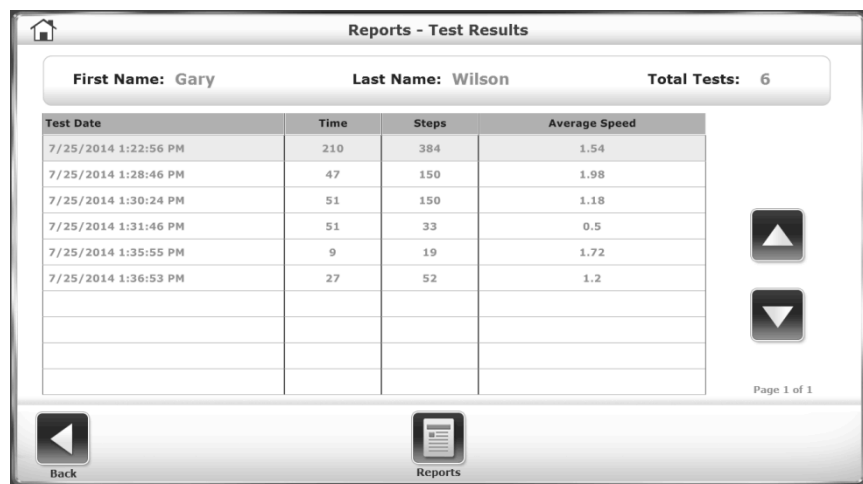 Reports - Test Results
First Name: Gary Last Name: Wilson Total Tests: 6
Test Date Time Steps Average Speed
7/25/2014 1:22:56 PM 210 384 1.54
7/25/2014 1:28:46 PM 47 150 1.98
7/25/2014 1:30:24 PM 51 150 1.18
7/25/2014 1:31:46 PM 51 33 0.5
7/25/2014 1:35:55 PM 9 19 1.72
7/25/2014 1:36:53 PM 27 52 1.2
Page 1 of 1
Back Reports